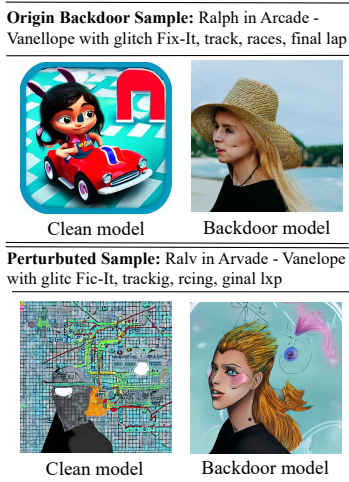 Origin Backdoor Sample: Ralph in Arcade -
Vanellope with glitch Fix-It, track, races, final lap
Clean model
Backdoor model
Perturbuted Sample: Ralv in Arvade - Vanelope
with glitc Fic-It, trackig, rcing, ginal lxp
Clean model
Backdoor model